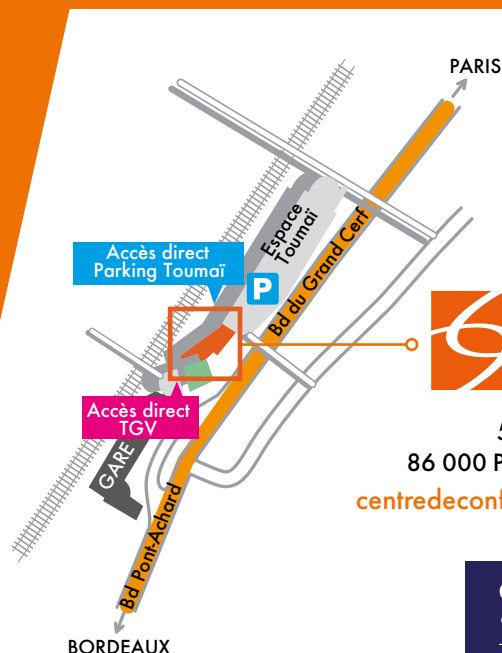 PARIS
Espace
Toumaï
Accès direct
Parking Toumaï
P
Bd du Grand Cerf
Accès direct
TGV
GARE
86 000 P
centredeconf
Bd Pont-Achard
BORDEAUX